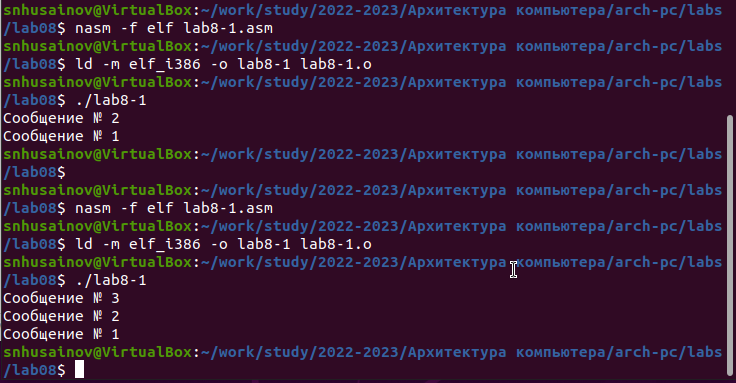 snhusainov@VirtualBox:~/work/study/2022-2023/Архитектура компьютера/arch-pc/labs
/lab08$ nasm -f elf lab8-1.asm
snhusainov@VirtualBox:~/work/study/2022-2023/Архитектура компьютера/arch-pc/labs
/lab08$ ld -m elf_i386 -o lab8-1 lab8-1.o
snhusainov@VirtualBox:~/work/study/2022-2023/Архитектура компьютера/arch-pc/labs
/lab08$ ./lab8-1
Сообщение № 2
Сообщение № 1
snhusainov@VirtualBox:~/work/study/2022-2023/Архитектура компьютера/arch-pc/labs
/lab08$
snhusainov@VirtualBox:~/work/study/2022-2023/Архитектура компьютера/arch-pc/labs
/lab08$ nasm -f elf lab8-1.asm
snhusainov@VirtualBox:~/work/study/2022-2023/Архитектура компьютера/arch-pc/labs
/lab08$ ld -m elf_i386 -o lab8-1 lab8-1.o
snhusainov@VirtualBox:~/work/study/2022-2023/Архитектура компьютера/arch-pc/labs
/lab08$ ./lab8-1
Сообщение № 3
Сообщение № 2
Сообщение № 1
snhusainov@VirtualBox:~/work/study/2022-2023/Архитектура компьютера/arch-pc/labs
/lab08$